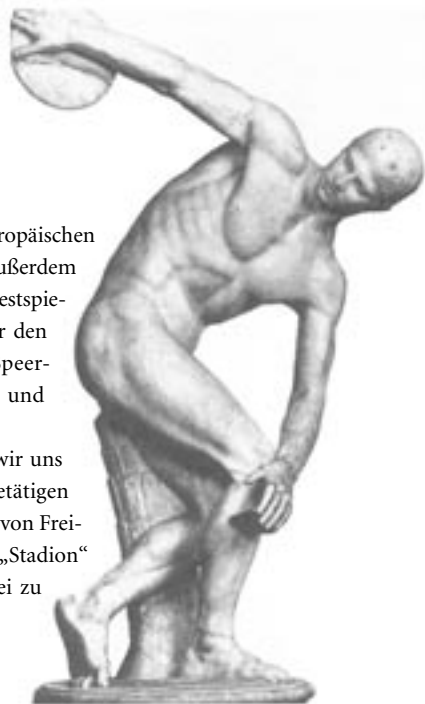 ropäischen
ußerdem
estspie-
r den
peer-
und
wir uns
etätigen
von Frei-
„Stadion“
ei zu